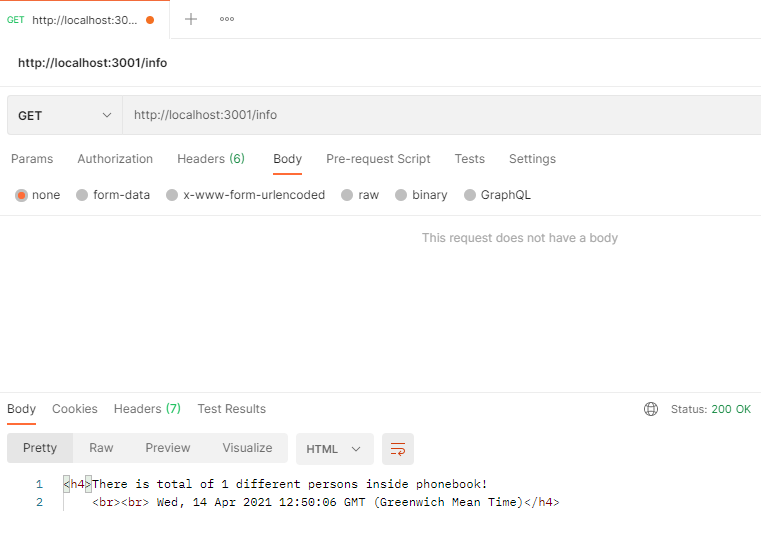 GET http://localhost:30...
http://localhost:3001/info
GET http://localhost:3001/info
Params Authorization Headers (6) Body Pre-request Script Tests Settings
none form-data x-www-form-urlencoded raw binary GraphQL
This request does not have a body
Body Cookies Headers (7) Test Results Status: 200 OK
Pretty Raw Preview Visualize HTML
1 <h4>There is total of 1 different persons inside phonebook!
2 <br><br> Wed, 14 Apr 2021 12:50:06 GMT (Greenwich Mean Time)</h4>